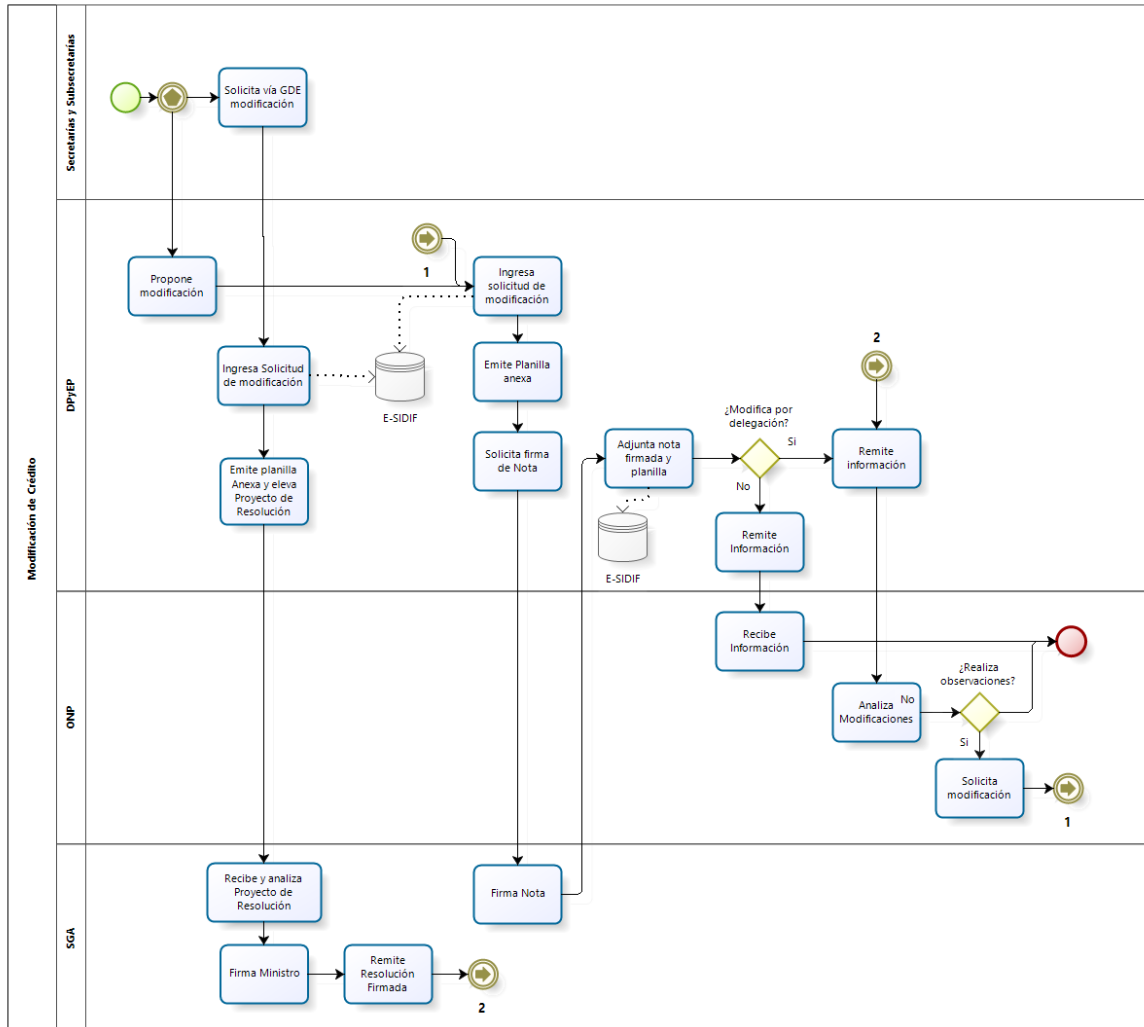 Modificación de Crédito
Secretarías y Subsecretarías
Solicita vía GDE
modificación
DPyEP
1
Propone
modificación
Ingresa
solicitud de
modificación
Ingresa Solicitud
de modificación
E-SIDIF
Emite Planilla
anexa
2
¿Modifica por
delegación?
Si
No
Solicita firma
de Nota
Adjunta nota
firmada y
planilla
Remite
información
Emite planilla
Anexa y eleva
Proyecto de
Resolución
E-SIDIF
Remite
Información
ONP
Recibe
Información
¿Realiza
observaciones?
Analiza
Modificaciones
No
Si
Solicita
modificación
1
SGA
Recibe y analiza
Proyecto de
Resolución
Firma Nota
Firma Ministro
Remite
Resolución
Firmada
2